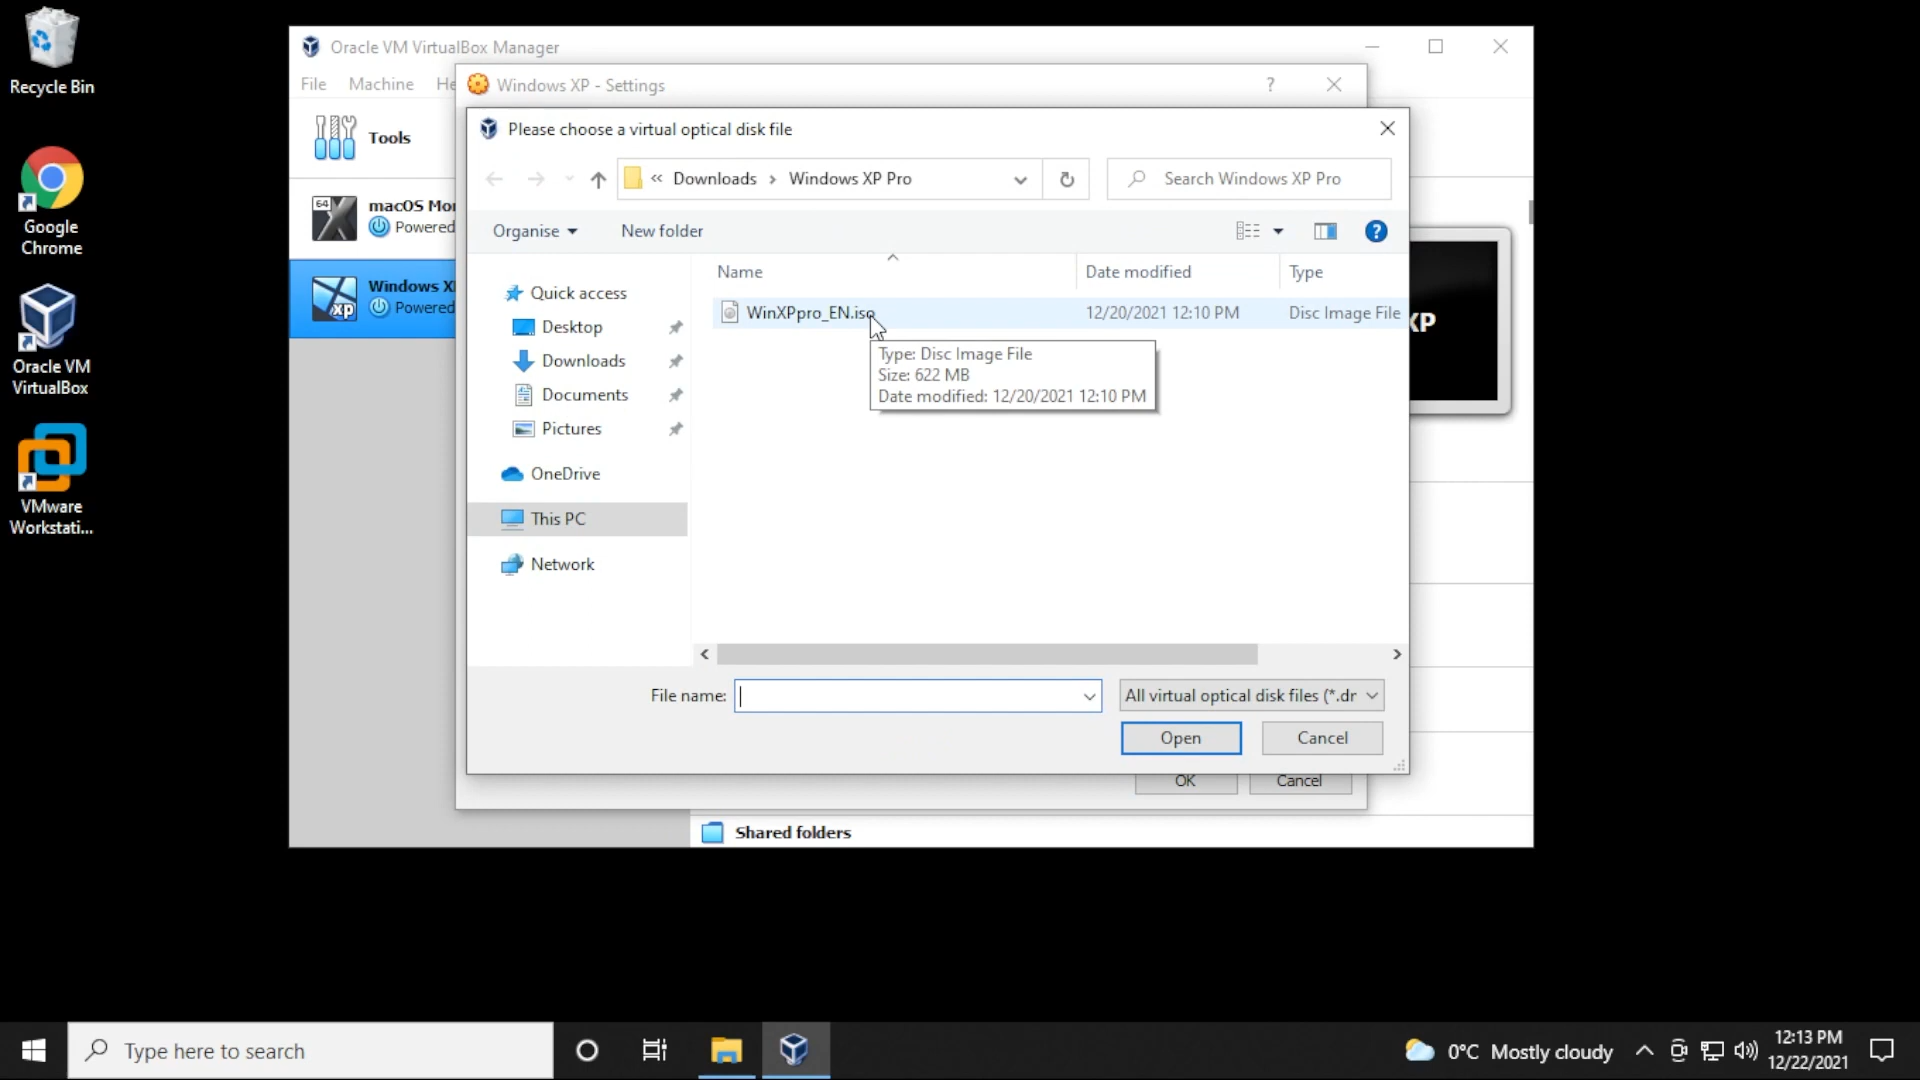 Recycle Bin
Google
Chrome
Oracle VM
VirtualBox
VMware
Workstati...
Oracle VM VirtualBox Manager
File Machine He
Windows XP - Settings
?
Tools
64
macOS Mo
Powered
xp
Windows X
Powered
Please choose a virtual optical disk file
« Downloads › Windows XP Pro
Search Windows XP Pro
Organise
New folder
?
Name
Date modified
Type
WinXPpro_EN.iso
12/20/2021 12:10 PM
Disc Image File
Type: Disc Image File
Size: 622 MB
Date modified: 12/20/2021 12:10 PM
Quick access
Desktop
Downloads
Documents
Pictures
OneDrive
This PC
Network
XP
File name:
All virtual optical disk files (*.dr
Open
Cancel
OK
Cancel
Shared folders
Type here to search
0°C Mostly cloudy
12:13 PM
12/22/2021